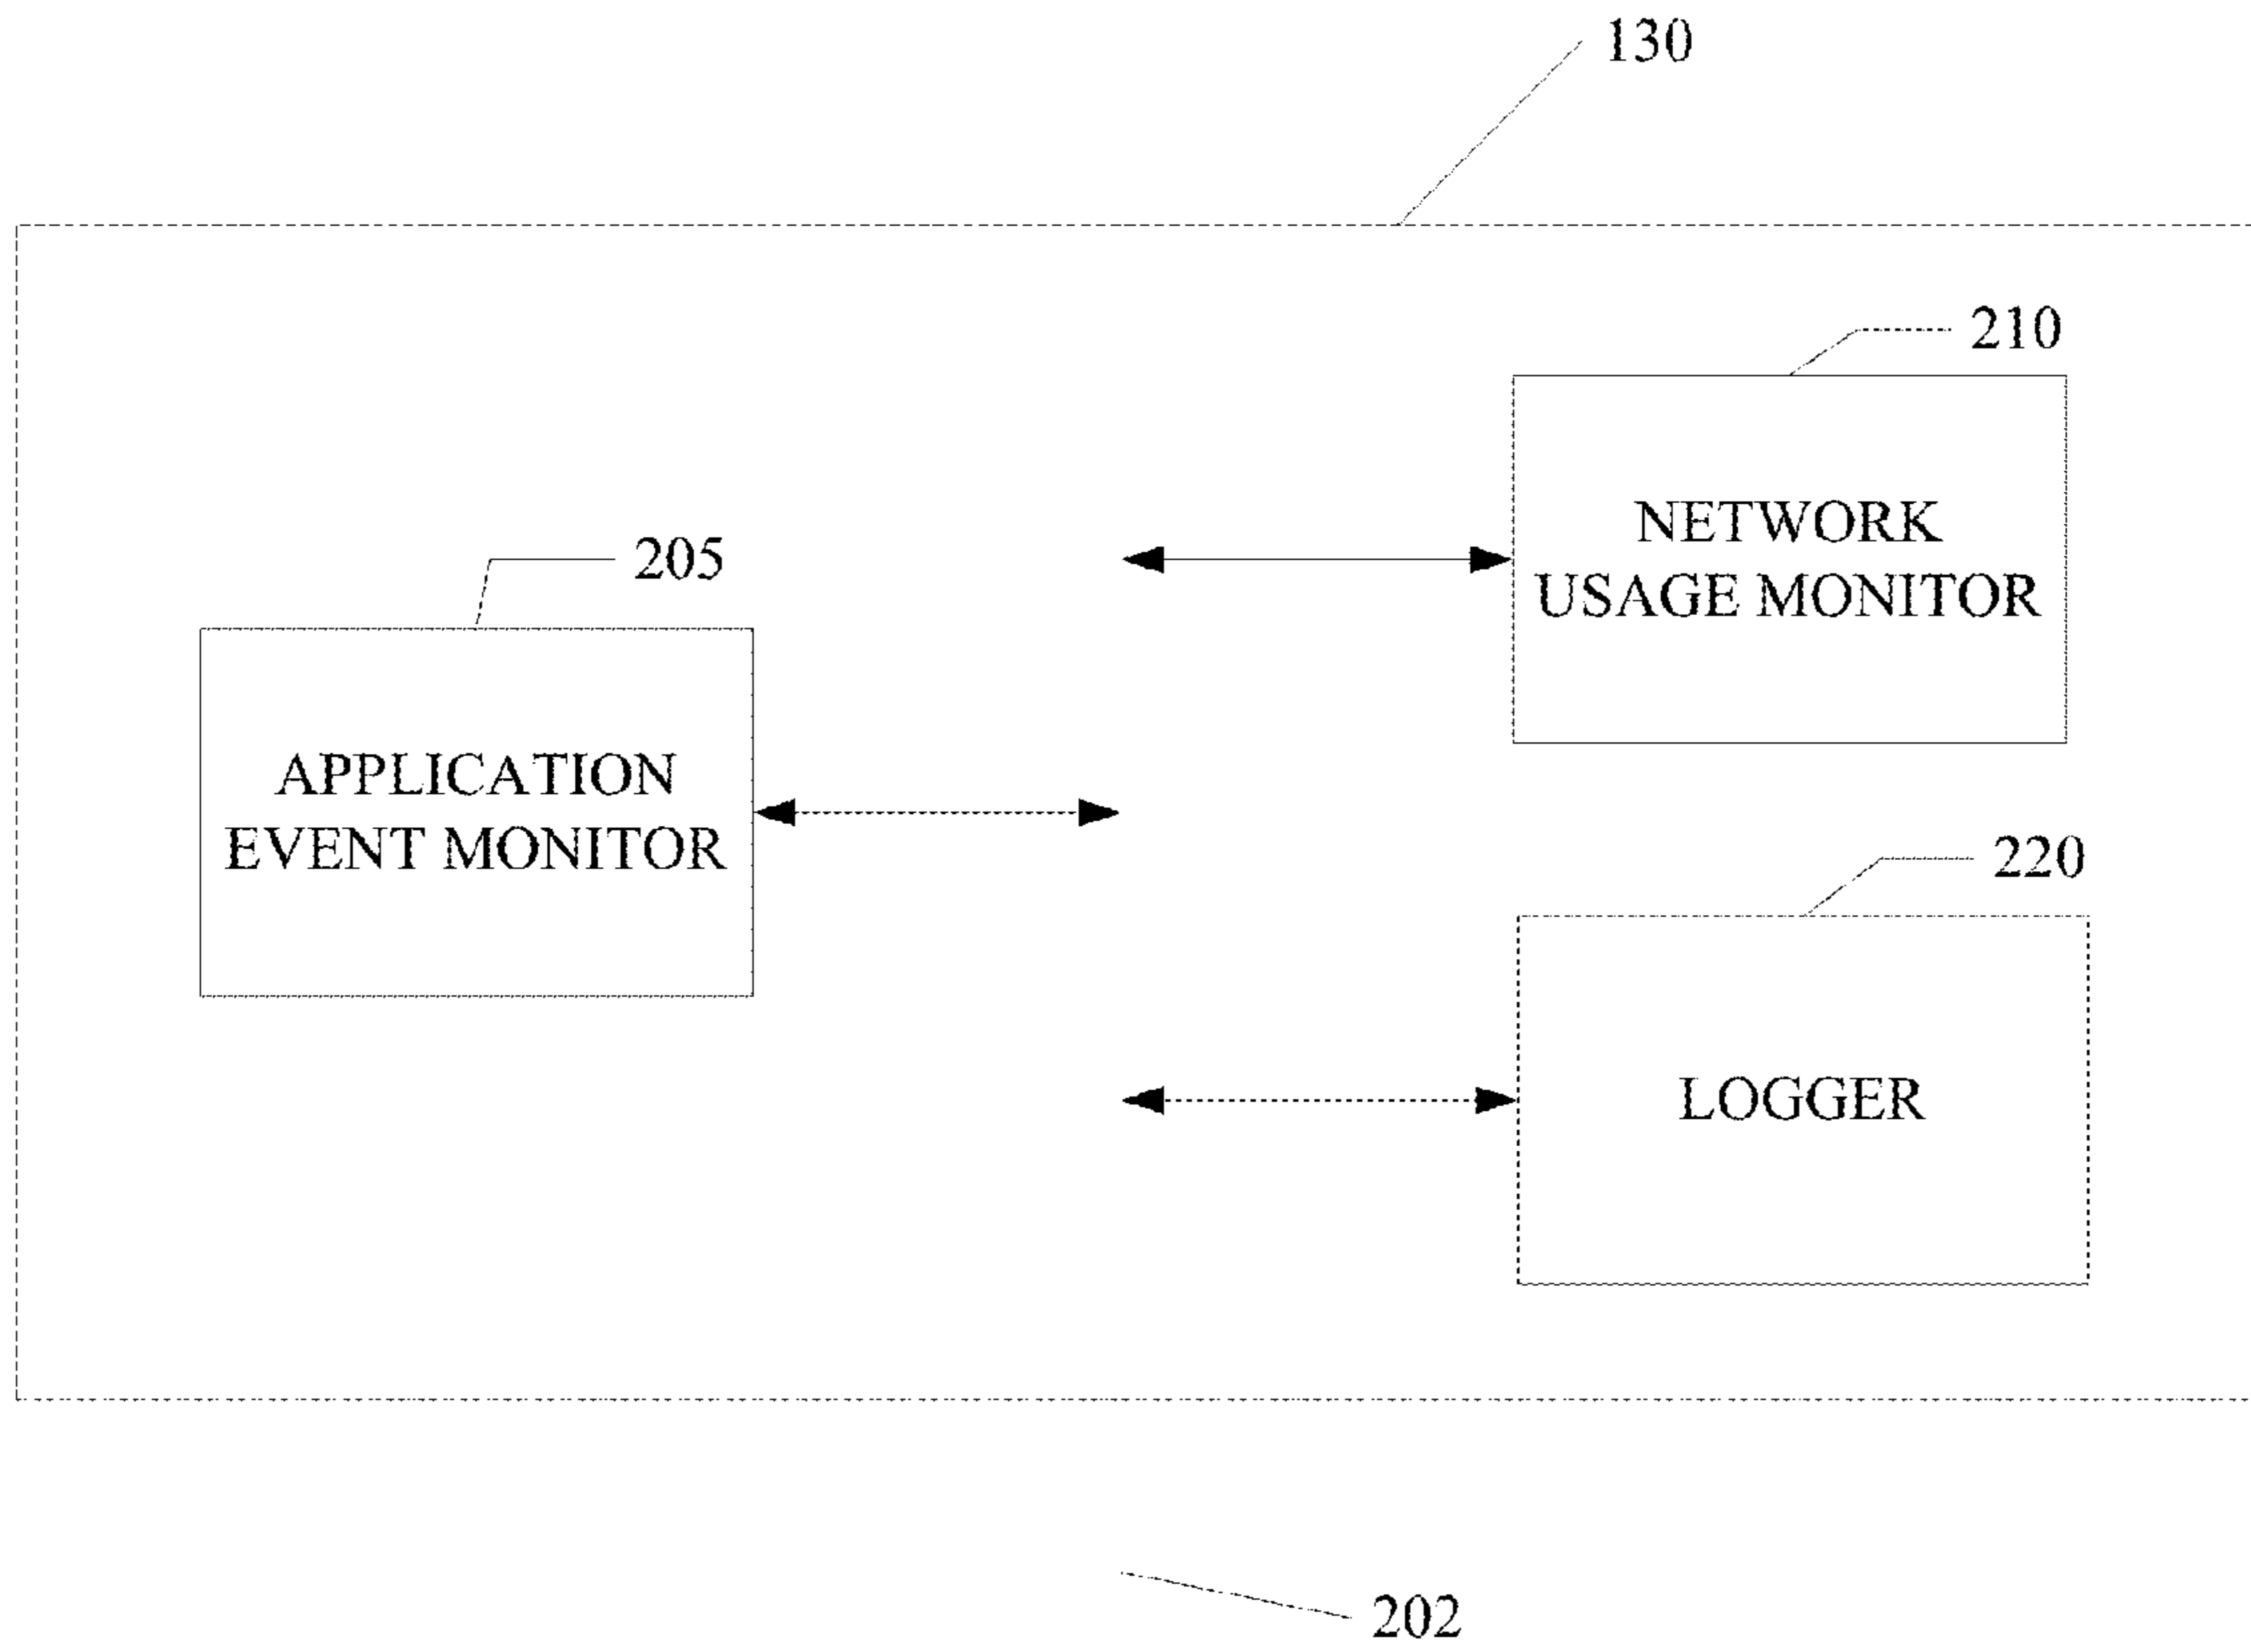 130
210
NETWORK
USAGE MONITOR
205
APPLICATION
EVENT MONITOR
220
LOGGER
202